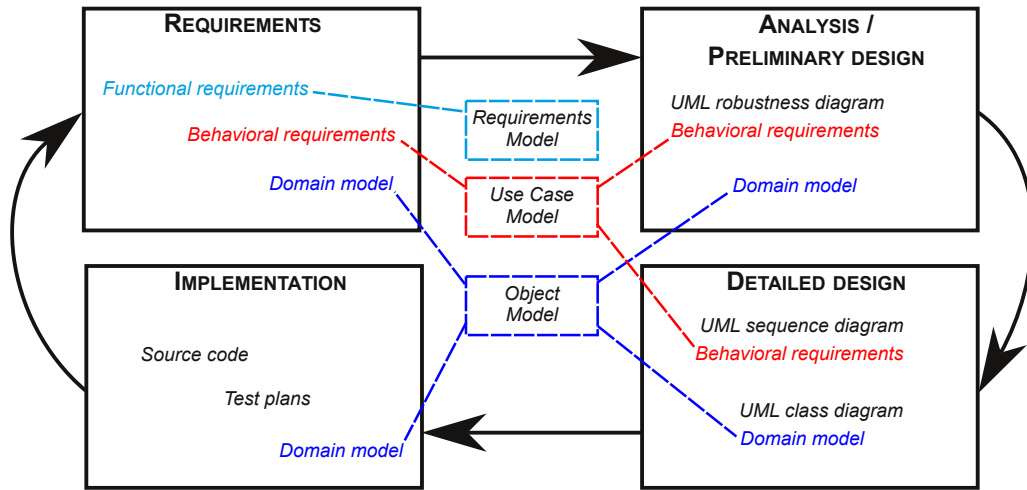 REQUIREMENTS
Functional requirements
Behavioral requirements
Domain model
Requirements
Model
Use Case
Model
Object
Model
ANALYSIS /
PRELIMINARY DESIGN
UML robustness diagram
Behavioral requirements
Domain model
IMPLEMENTATION
Source code
Test plans
Domain model
DETAILED DESIGN
UML sequence diagram
Behavioral requirements
UML class diagram
Domain model